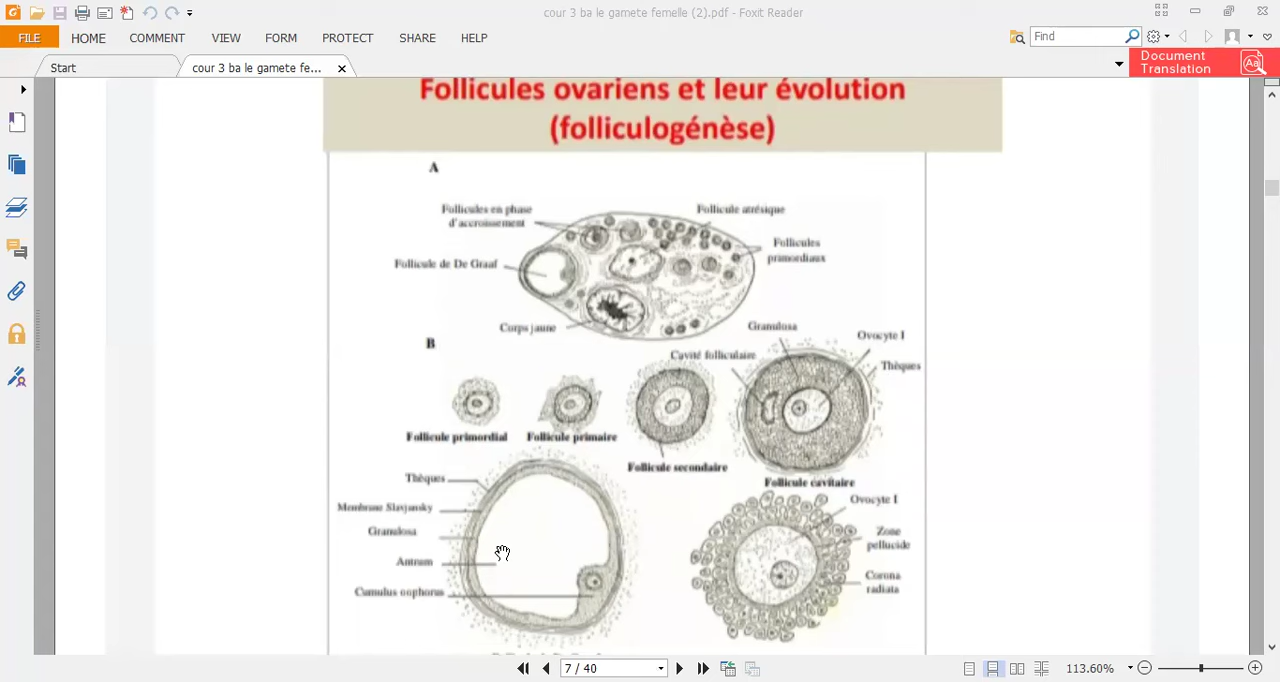 cour 3 ba le gamete femelle (2).pdf - Foxit Reader
FILE HOME COMMENT VIEW FORM PROTECT SHARE HELP
Find
Start
cour 3 ba le gamete fe...
Document
Translation
Follicules ovariens et leur évolution
(folliculogénèse)
A
Follicules en phase
d'accroissement
Follicule atrésique
Follicules
primordiaux
Follicule de De Graaf
Corps jaune
B
Granulosa
Ovocyte I
Cavité folliculaire
Thèques
Follicule primordial
Follicule primaire
Follicule secondaire
Follicule cavitaire
Thèques
Membrane Slavjansky
Granulosa
Antrum
Cumulus oophorus
Ovocyte I
Zone
pellucide
Corona
radiata
7 / 40
113.60%